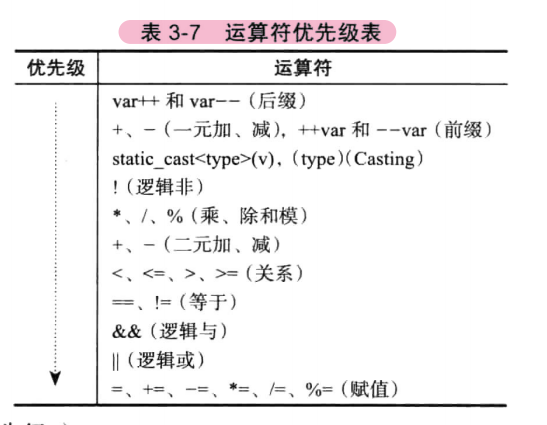 表 3-7 运算符优先级表
优先级 运算符
var++ 和 var--（后缀）
+、-（一元加、减），++var 和 --var（前缀）
static_cast<type>(v)，(type)(Casting)
!（逻辑非）
*、/、%（乘、除和模）
+、-（二元加、减）
<、<=、>、>=（关系）
==、!=（等于）
&&（逻辑与）
||（逻辑或）
=、+=、-=、*=、/=、%=（赋值）